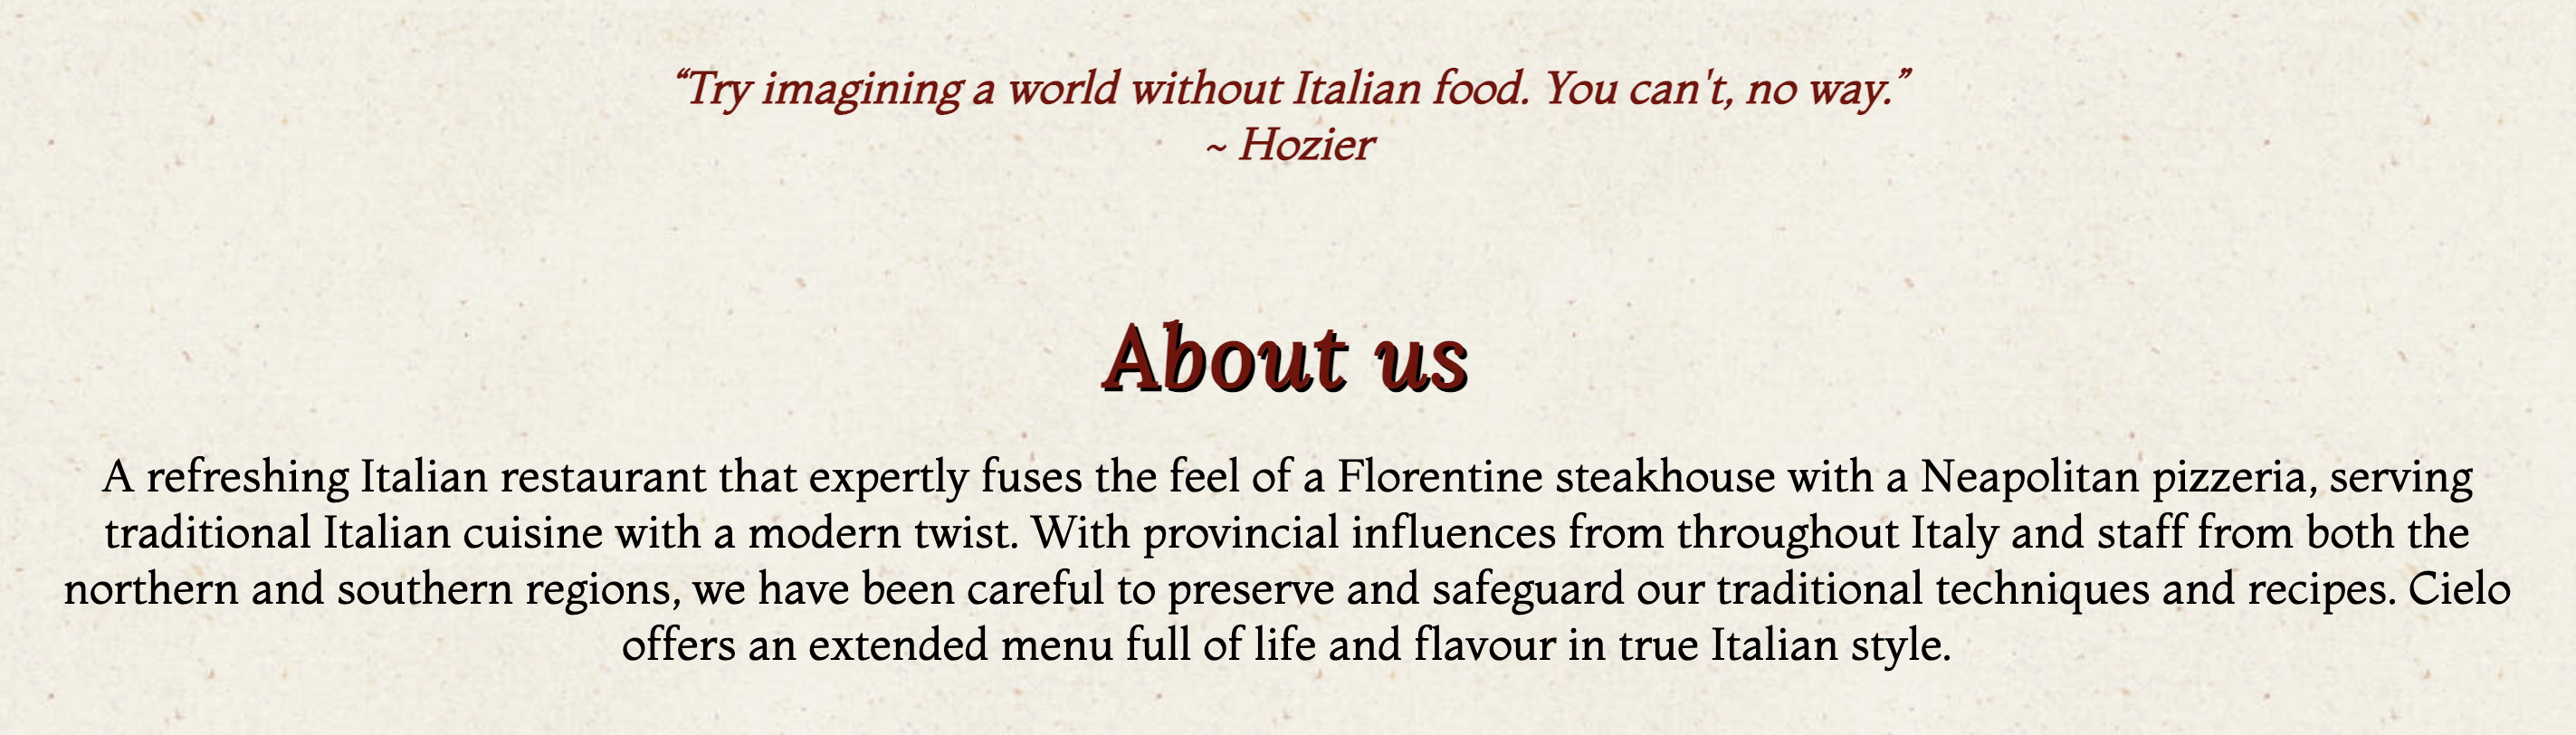 “Try imagining a world without Italian food. You can't, no way.”
~ Hozier
About us
A refreshing Italian restaurant that expertly fuses the feel of a Florentine steakhouse with a Neapolitan pizzeria, serving
traditional Italian cuisine with a modern twist. With provincial influences from throughout Italy and staff from both the
northern and southern regions, we have been careful to preserve and safeguard our traditional techniques and recipes. Cielo
offers an extended menu full of life and flavour in true Italian style.